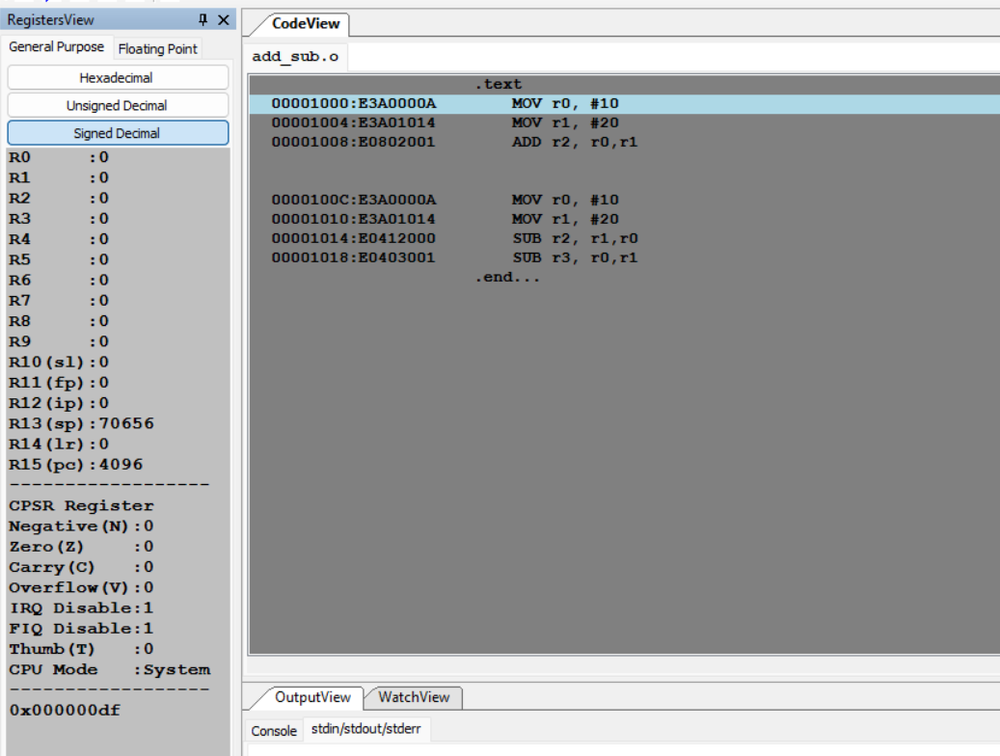 RegistersView
General Purpose Floating Point
Hexadecimal
Unsigned Decimal
Signed Decimal
R0 :0
R1 :0
R2 :0
R3 :0
R4 :0
R5 :0
R6 :0
R7 :0
R8 :0
R9 :0
R10(sl):0
R11(fp):0
R12(ip):0
R13(sp):70656
R14(lr):0
R15(pc):4096
-------------------
CPSR Register
Negative(N):0
Zero(Z) :0
Carry(C) :0
Overflow(V):0
IRQ Disable:1
FIQ Disable:1
Thumb(T) :0
CPU Mode :System
-------------------
0x000000df
CodeView
add_sub.o
.text
00001000:E3A0000A MOV r0, #10
00001004:E3A01014 MOV r1, #20
00001008:E0802001 ADD r2, r0,r1
0000100C:E3A0000A MOV r0, #10
00001010:E3A01014 MOV r1, #20
00001014:E0412000 SUB r2, r1,r0
00001018:E0403001 SUB r3, r0,r1
.end...
OutputView WatchView
Console stdin/stdout/stderr